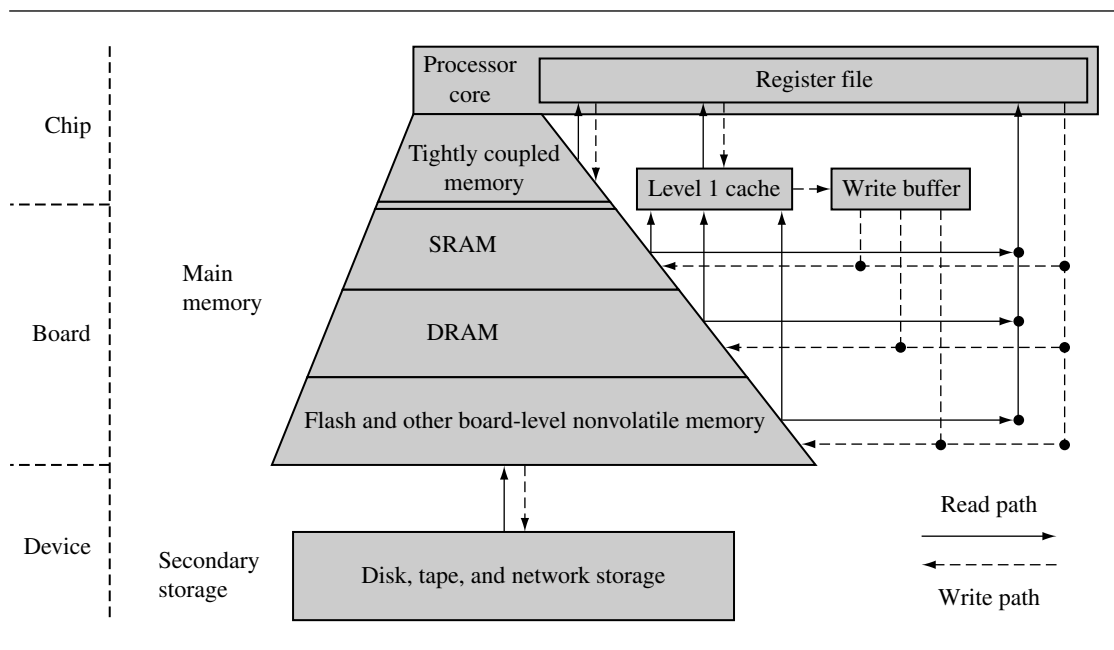 Processor
core
Register file
Chip
Tightly coupled
memory
Level 1 cache
Write buffer
SRAM
Main
memory
Board
DRAM
Flash and other board-level nonvolatile memory
Read path
Device
Secondary
storage
Disk, tape, and network storage
Write path